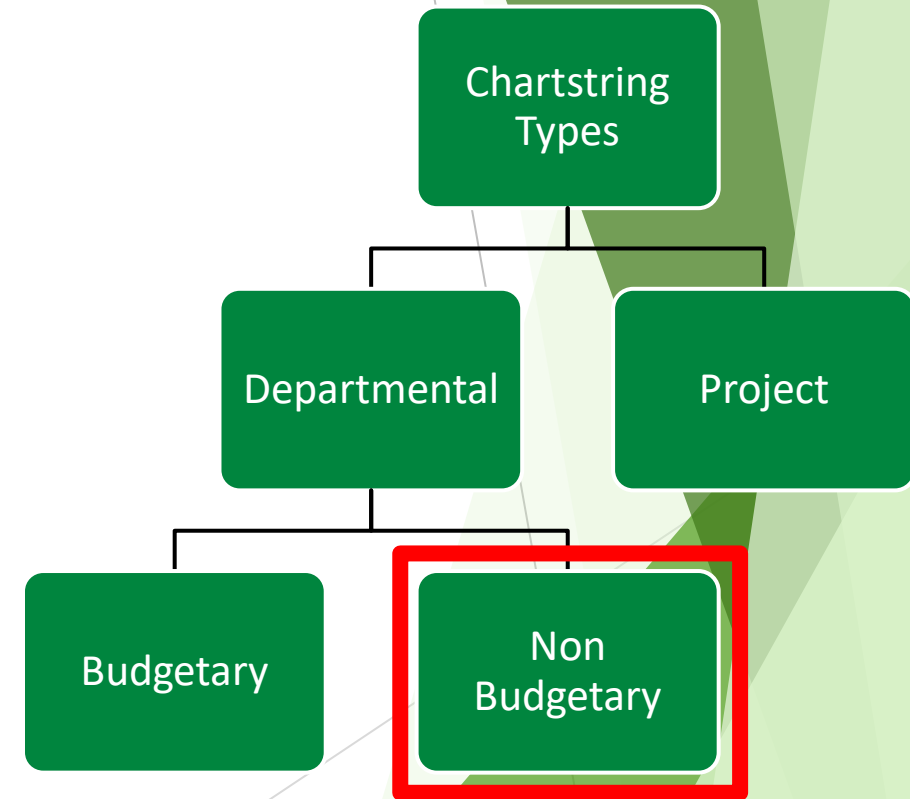 Chartstring
Types
Departmental
Project
Budgetary
Non
Budgetary